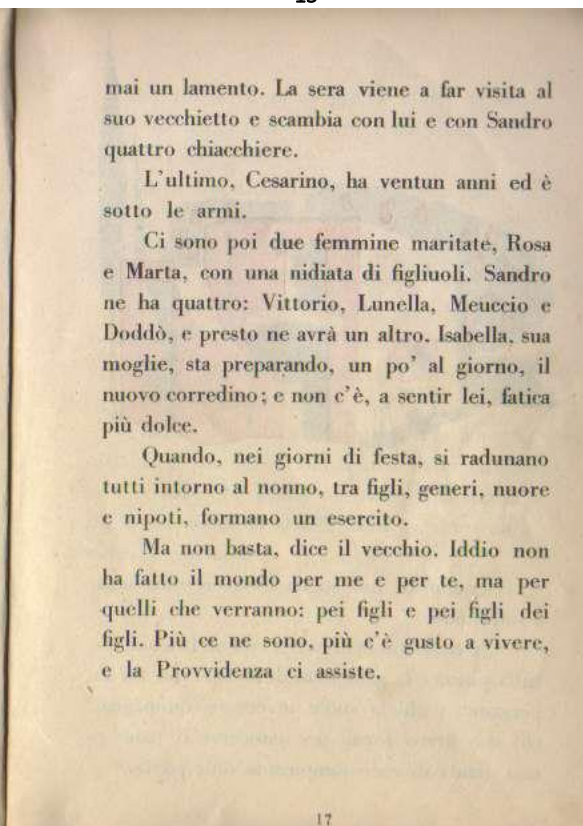 mai un lamento. La sera viene a far visita al
suo vecchietto e scambia con lui e con Sandro
quattro chiacchiere.
L'ultimo, Cesarino, ha ventun anni ed è
sotto le armi.
Ci sono poi due femmine maritate, Rosa
e Marta, con una nidiata di figliuoli. Sandro
ne ha quattro: Vittorio, Lunella, Meuccio e
Doddò, e presto ne avrà un altro. Isabella, sua
moglie, sta preparando, un po' al giorno, il
nuovo corredino; e non c'è, a sentir lei, fatica
più dolce.
Quando, nei giorni di festa, si radunano
tutti intorno al nonno, tra figli, generi, nuore
e nipoti, formano un esercito.
Ma non basta, dice il vecchio. Iddio non
ha fatto il mondo per me e per te, ma per
quelli che verranno: pei figli e pei figli dei
figli. Più ce ne sono, più c'è gusto a vivere,
e la Provvidenza ci assiste.
17